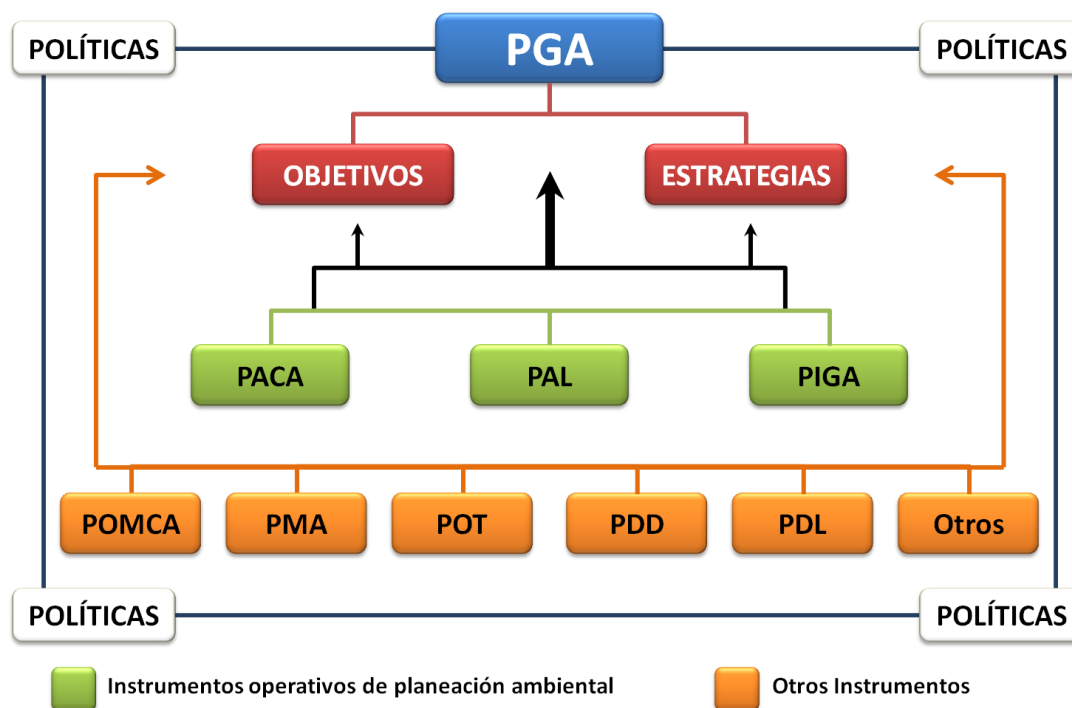 POLÍTICAS
PGA
POLÍTICAS
OBJETIVOS
ESTRATEGIAS
PACA
PAL
PIGA
POMCA
PMA
POT
PDD
PDL
Otros
POLÍTICAS
POLÍTICAS
Instrumentos operativos de planeación ambiental
Otros Instrumentos